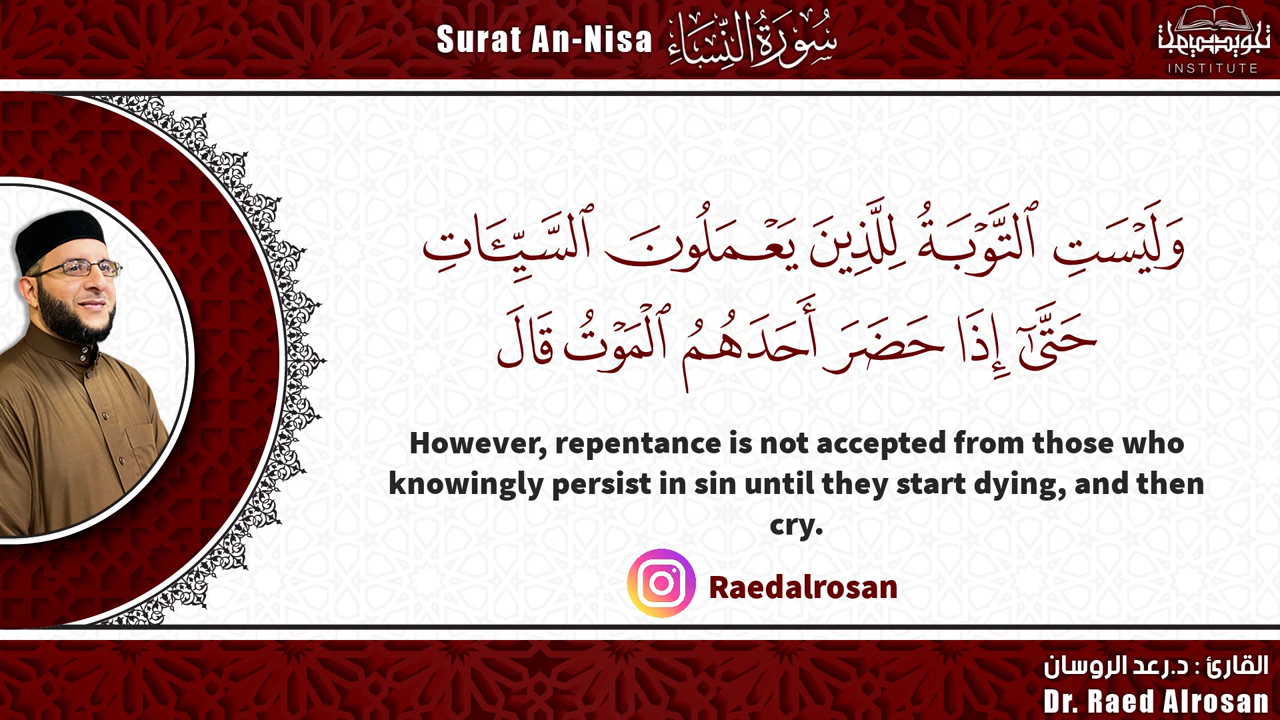 Surat An-Nisa سُورَةُ النِّسَاءِ
INSTITUTE
وَلَيْسَتِ ٱلتَّوْبَةُ لِلَّذِينَ يَعْمَلُونَ ٱلسَّيِّـَٔاتِ
حَتَّىٰٓ إِذَا حَضَرَ أَحَدَهُمُ ٱلْمَوْتُ قَالَ
However, repentance is not accepted from those who
knowingly persist in sin until they start dying, and then
cry.
Raedalrosan
القارئ : د.رعد الروسان
Dr. Raed Alrosan